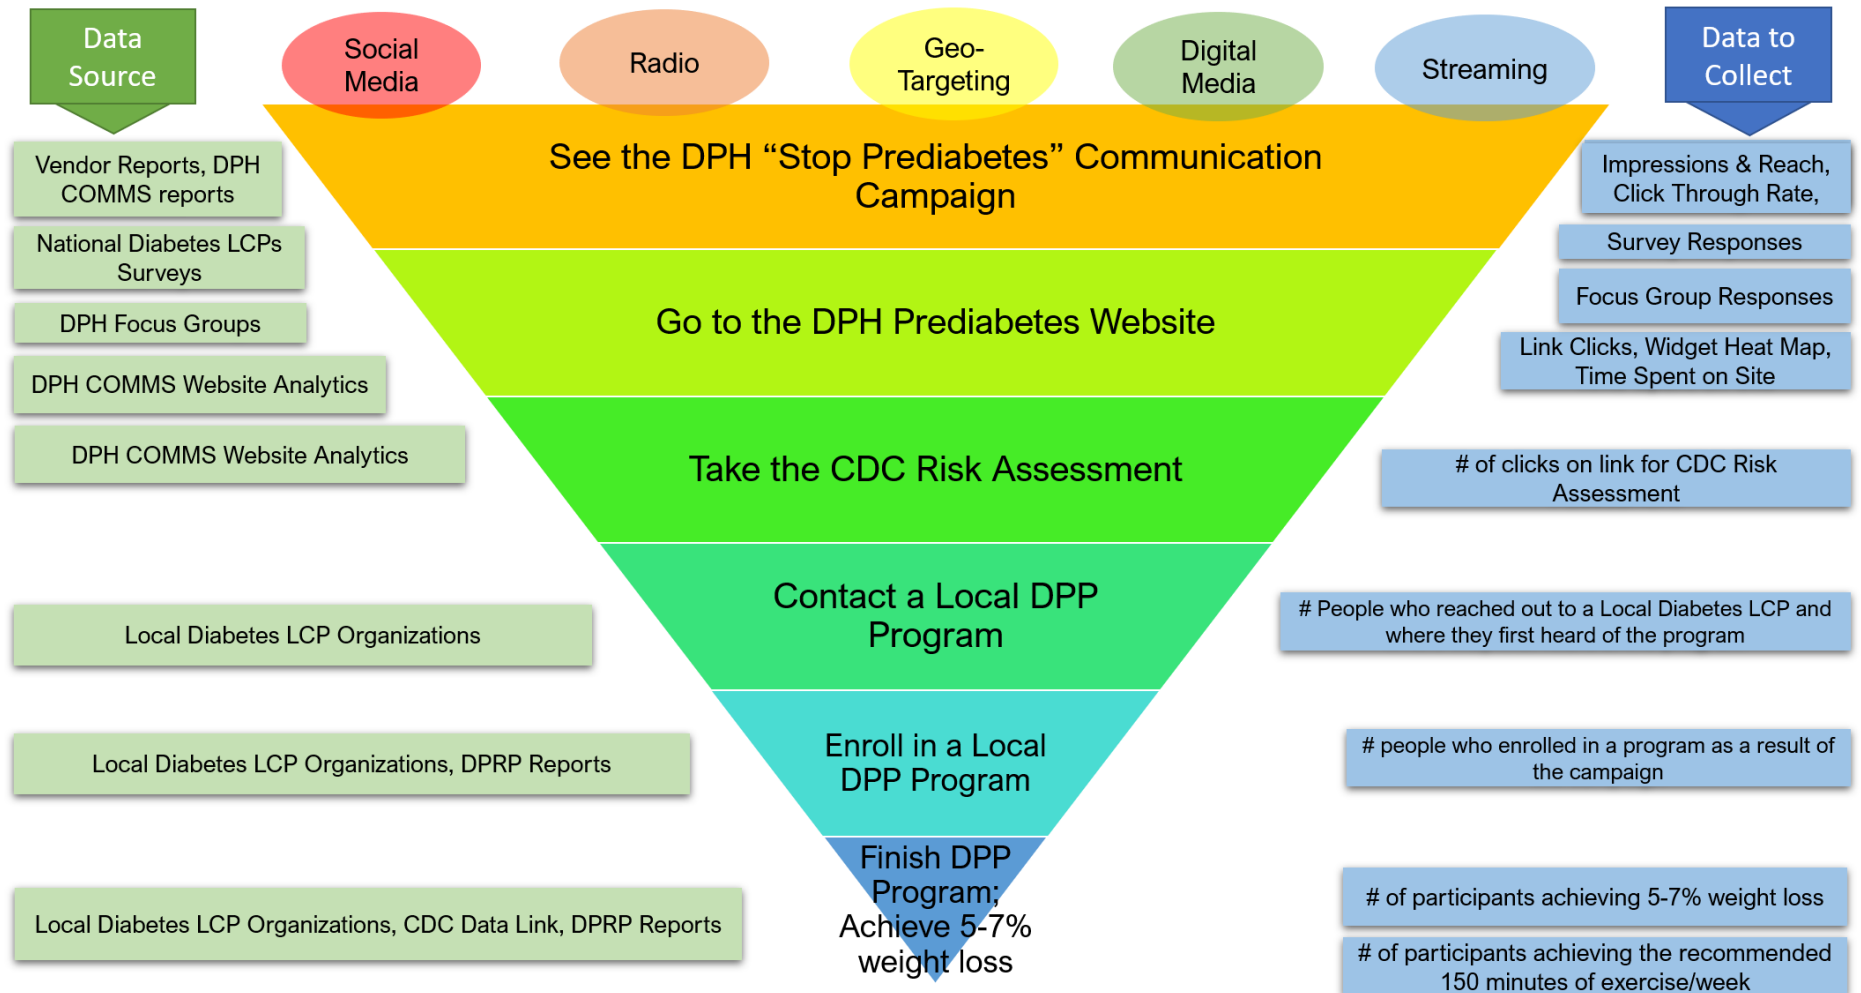 Data
Source
Social
Media
Radio
Geo-
Targeting
Digital
Media
Streaming
Data to
Collect
See the DPH “Stop Prediabetes” Communication
Campaign
Vendor Reports, DPH
COMMS reports
Impressions & Reach,
Click Through Rate,
National Diabetes LCPs
Surveys
Survey Responses
DPH Focus Groups
Go to the DPH Prediabetes Website
Focus Group Responses
DPH COMMS Website Analytics
Link Clicks, Widget Heat Map,
Time Spent on Site
DPH COMMS Website Analytics
Take the CDC Risk Assessment
# of clicks on link for CDC Risk
Assessment
Local Diabetes LCP Organizations
Contact a Local DPP
Program
# People who reached out to a Local Diabetes LCP and
where they first heard of the program
Local Diabetes LCP Organizations, DPRP Reports
Enroll in a Local
DPP Program
# people who enrolled in a program as a result of
the campaign
Local Diabetes LCP Organizations, CDC Data Link, DPRP Reports
Finish DPP
Program;
Achieve 5-7%
weight loss
# of participants achieving 5-7% weight loss
# of participants achieving the recommended
150 minutes of exercise/week